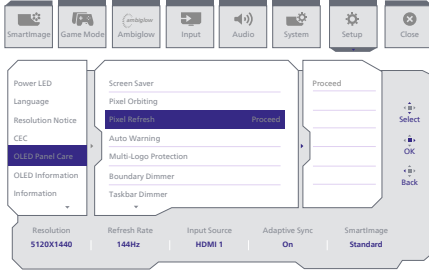 SmartImage
Game Mode
Ambiglow
Input
Audio
System
Setup
Close
ambiglow
Power LED
Language
Resolution Notice
CEC
OLED Panel Care
OLED Information
Information
Screen Saver
Pixel Orbiting
Pixel Refresh Proceed
Auto Warning
Multi-Logo Protection
Boundary Dimmer
Taskbar Dimmer
Proceed
Select
OK
Back
Resolution Refresh Rate Input Source Adaptive Sync SmartImage
5120X1440 144Hz HDMI 1 On Standard